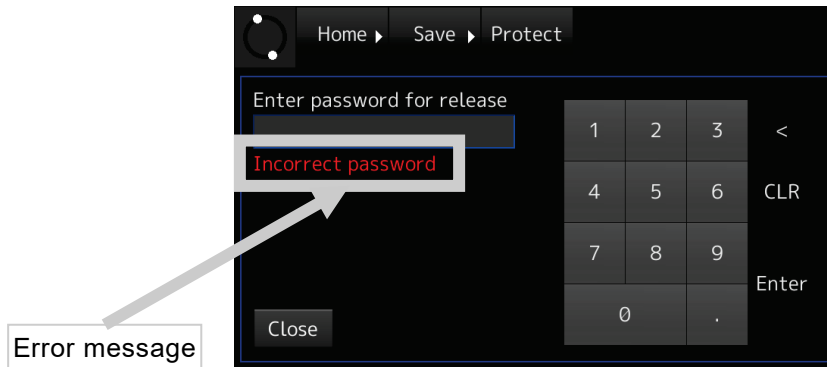 Home Save Protect
Enter password for release
Incorrect password
1 2 3 <
4 5 6 CLR
7 8 9
Enter
0 .
Close
Error message